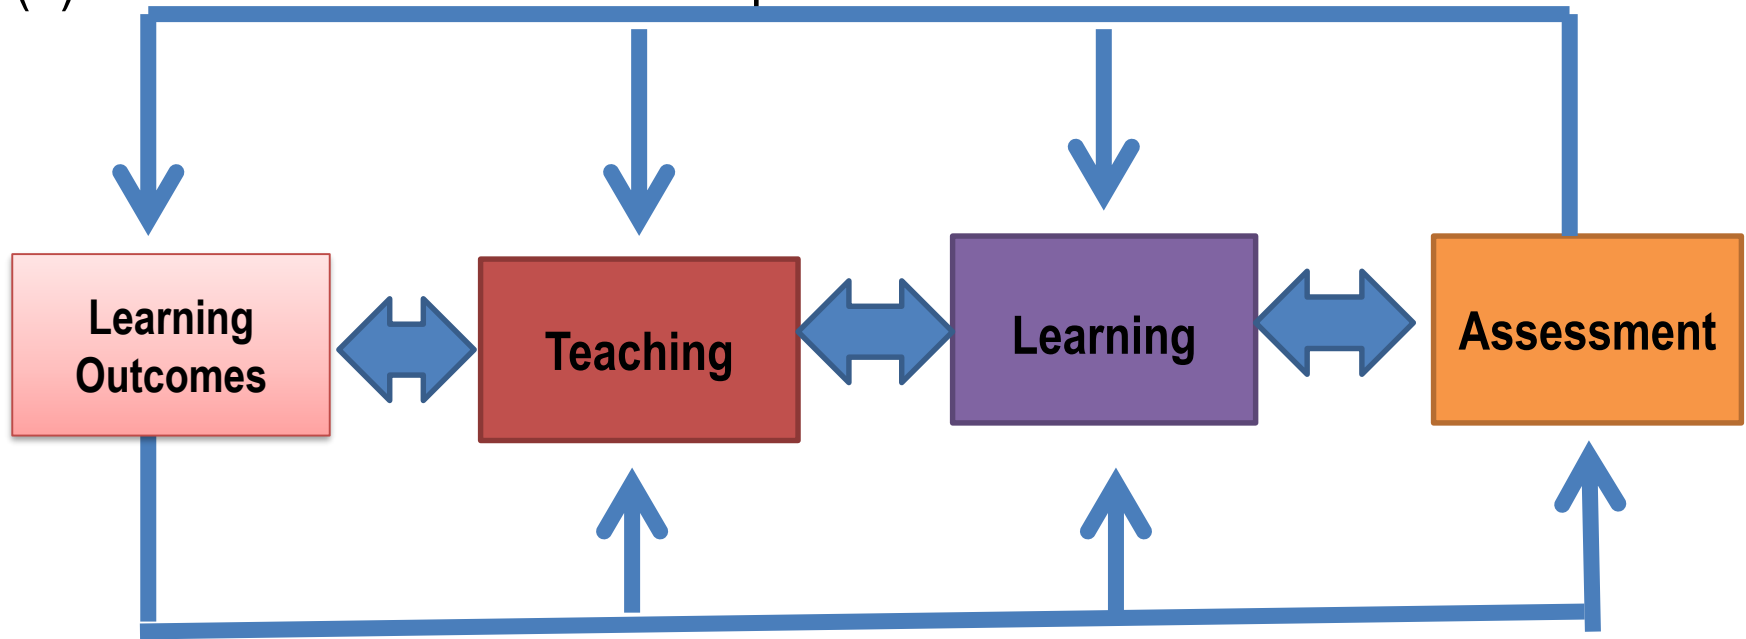 Learning
Outcomes
Teaching
Learning
Assessment